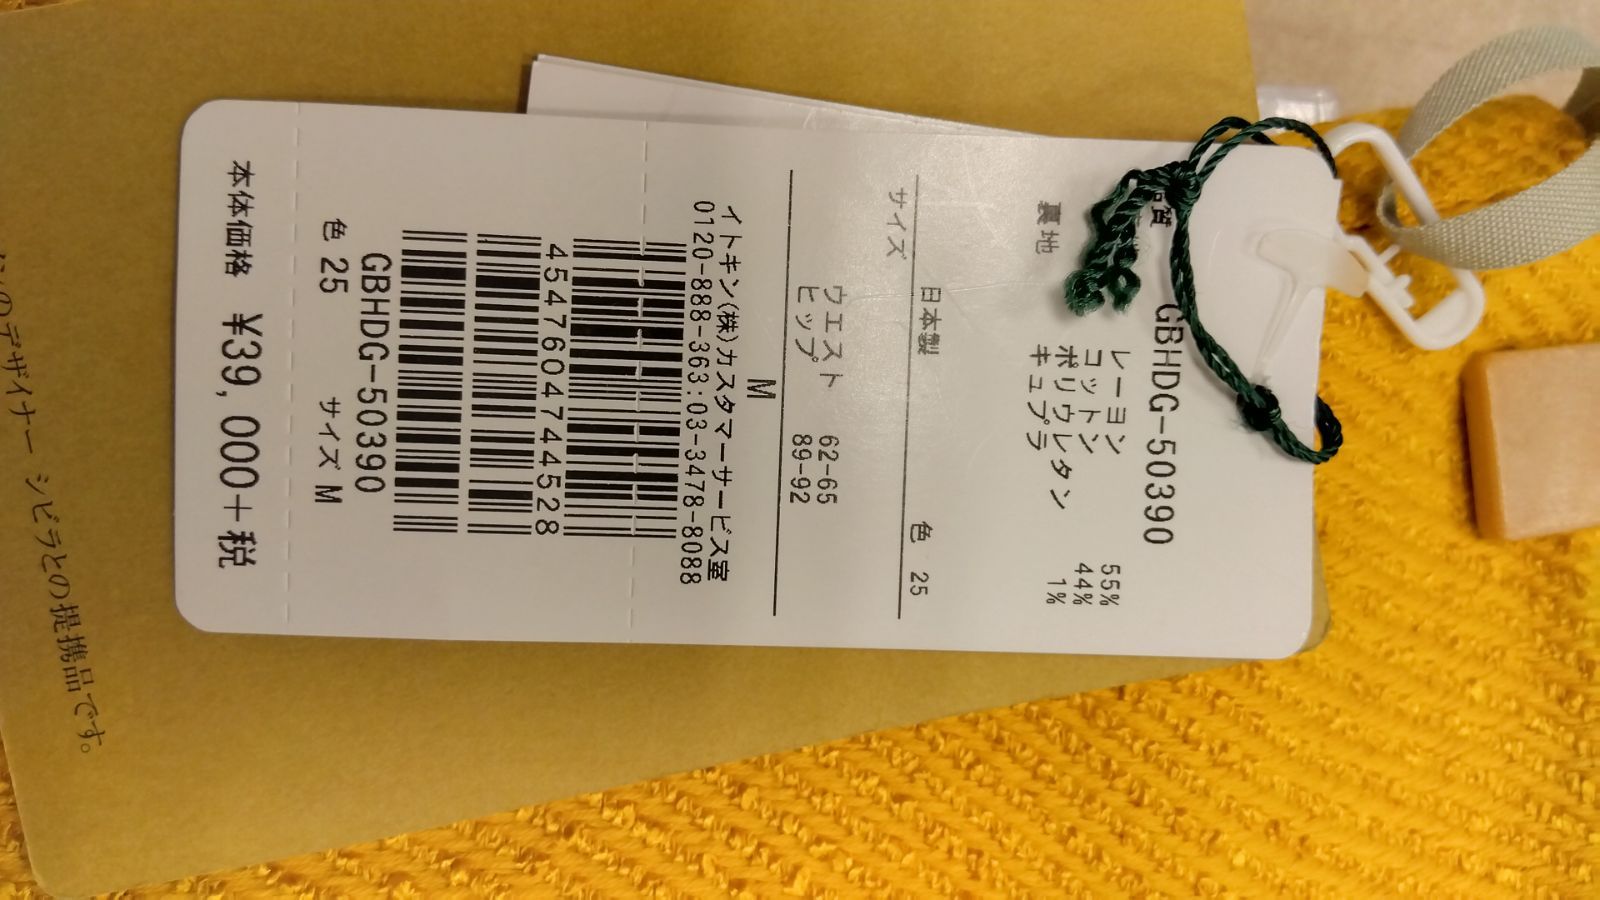 GBHDG-50390
質
レーヨン 55%
コットン 44%
ポリウレタン 1%
裏地 キュプラ
日本製 色 25
サイズ
ウエスト 62-65
ヒップ 89-92
M
イトキン(株)カスタマーサービス室
0120-888-363:03-3478-8088
4547604744528
GBHDG-50390
色 25 サイズ M
本体価格 ¥39,000+税
のデザイナー シビラとの提携品です。